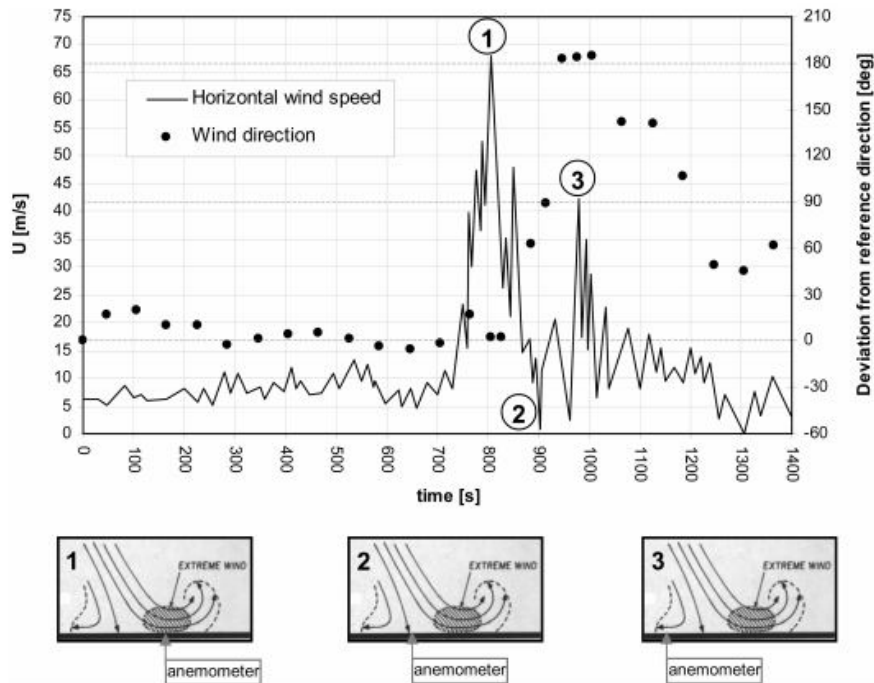 75
70
65
60
55
50
45
40
35
30
25
20
15
10
5
0
U [m/s]
1
Horizontal wind speed
Wind direction
3
2
210
180
150
120
90
60
30
0
-30
-60
Deviation from reference direction [deg]
0 100 200 300 400 500 600 700 800 900 1000 1100 1200 1300 1400
time [s]
1
EXTREME WIND
anemometer
2
EXTREME WIND
anemometer
3
EXTREME WIND
anemometer